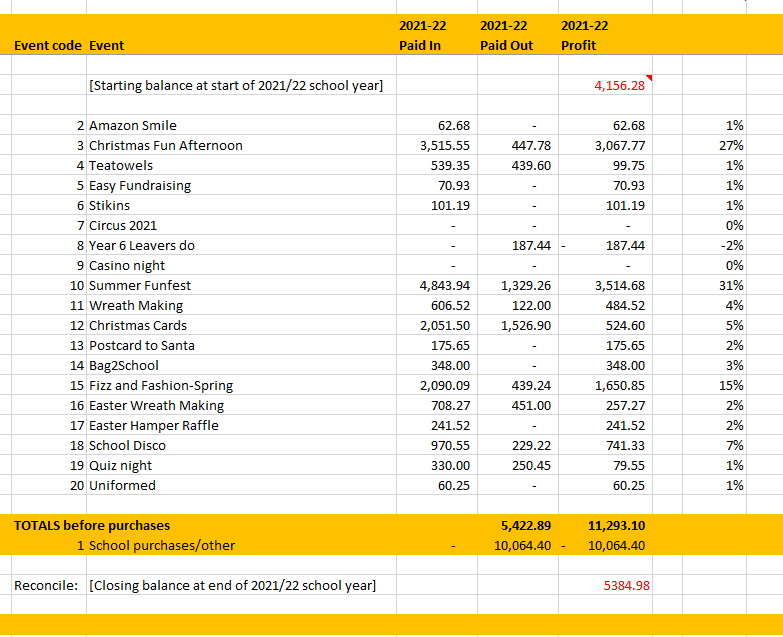 2021-22 2021-22 2021-22
Event code Event Paid In Paid Out Profit
[Starting balance at start of 2021/22 school year] 4,156.28
2 Amazon Smile 62.68 - 62.68 1%
3 Christmas Fun Afternoon 3,515.55 447.78 3,067.77 27%
4 Teatowels 539.35 439.60 99.75 1%
5 Easy Fundraising 70.93 - 70.93 1%
6 Stikins 101.19 - 101.19 1%
7 Circus 2021 - - - 0%
8 Year 6 Leavers do - 187.44 - 187.44 -2%
9 Casino night - - - 0%
10 Summer Funfest 4,843.94 1,329.26 3,514.68 31%
11 Wreath Making 606.52 122.00 484.52 4%
12 Christmas Cards 2,051.50 1,526.90 524.60 5%
13 Postcard to Santa 175.65 - 175.65 2%
14 Bag2School 348.00 - 348.00 3%
15 Fizz and Fashion-Spring 2,090.09 439.24 1,650.85 15%
16 Easter Wreath Making 708.27 451.00 257.27 2%
17 Easter Hamper Raffle 241.52 - 241.52 2%
18 School Disco 970.55 229.22 741.33 7%
19 Quiz night 330.00 250.45 79.55 1%
20 Uniformed 60.25 - 60.25 1%
TOTALS before purchases 5,422.89 11,293.10
1 School purchases/other - 10,064.40 - 10,064.40
Reconcile: [Closing balance at end of 2021/22 school year] 5384.98